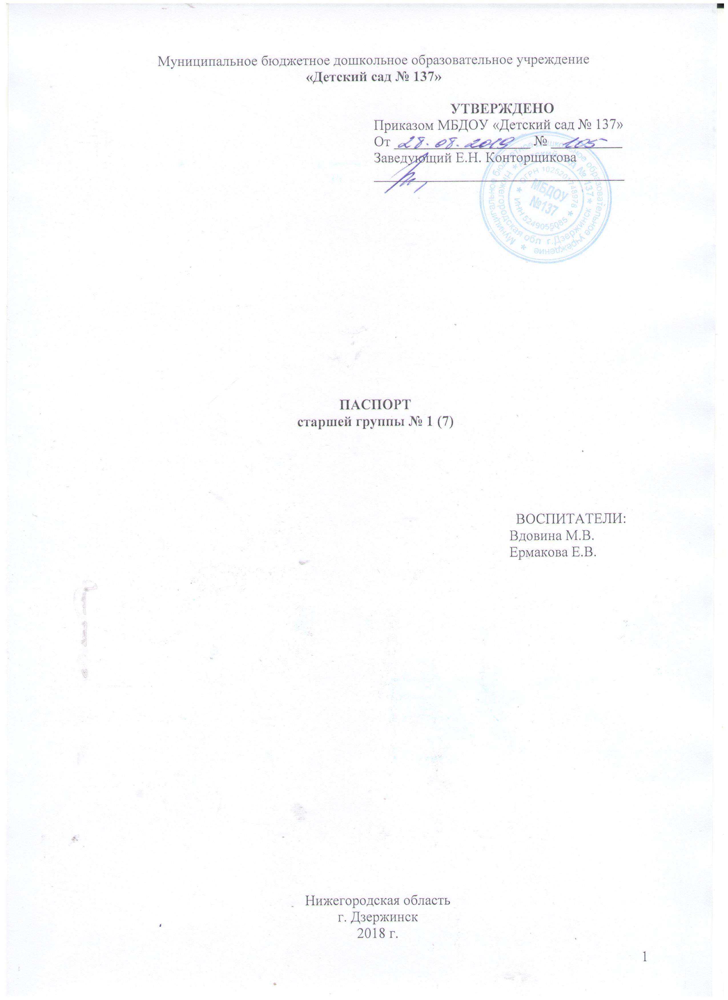 Муниципальное бюджетное дошкольное образовательное учреждение
«Детский сад № 137»
УТВЕРЖДЕНО
Приказом МБДОУ «Детский сад № 137»
От 28.08.2019 № 105
Заведующий Е.Н. Конторщикова
Муниципальное бюджетное дошкольное образовательное учреждение
Нижегородская обл г.Дзержинск
Детский сад № 137
ОГРН 1025201748976
ИНН 5249055085
МБДОУ
№137
ПАСПОРТ
старшей группы № 1 (7)
ВОСПИТАТЕЛИ:
Вдовина М.В.
Ермакова Е.В.
Нижегородская область
г. Дзержинск
2018 г.
1